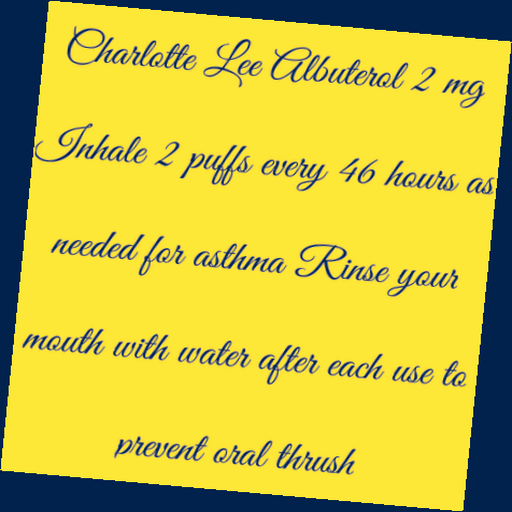 Charlotte Lee Albuterol 2 mg
Inhale 2 puffs every 46 hours as
needed for asthma Rinse your
mouth with water after each use to
prevent oral thrush